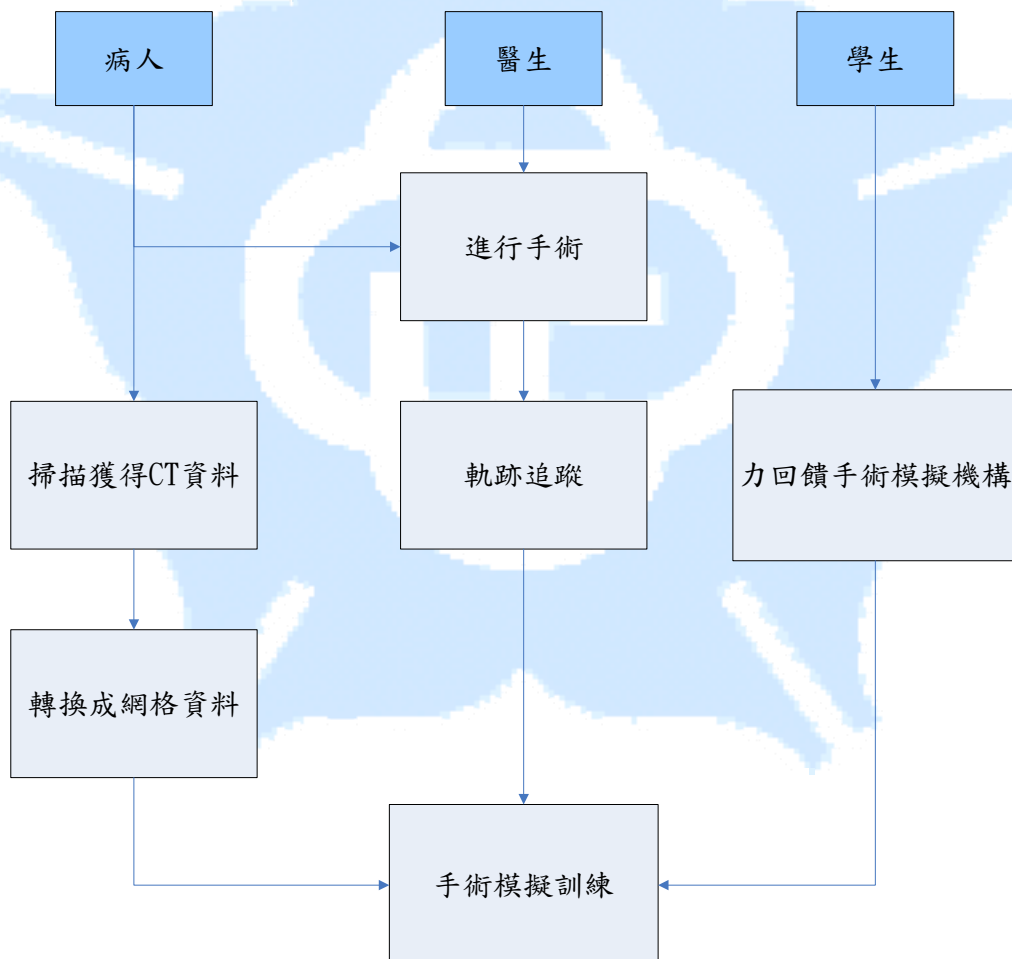 病人
醫生
學生
進行手術
掃描獲得CT資料
軌跡追蹤
力回饋手術模擬機構
轉換成網格資料
手術模擬訓練